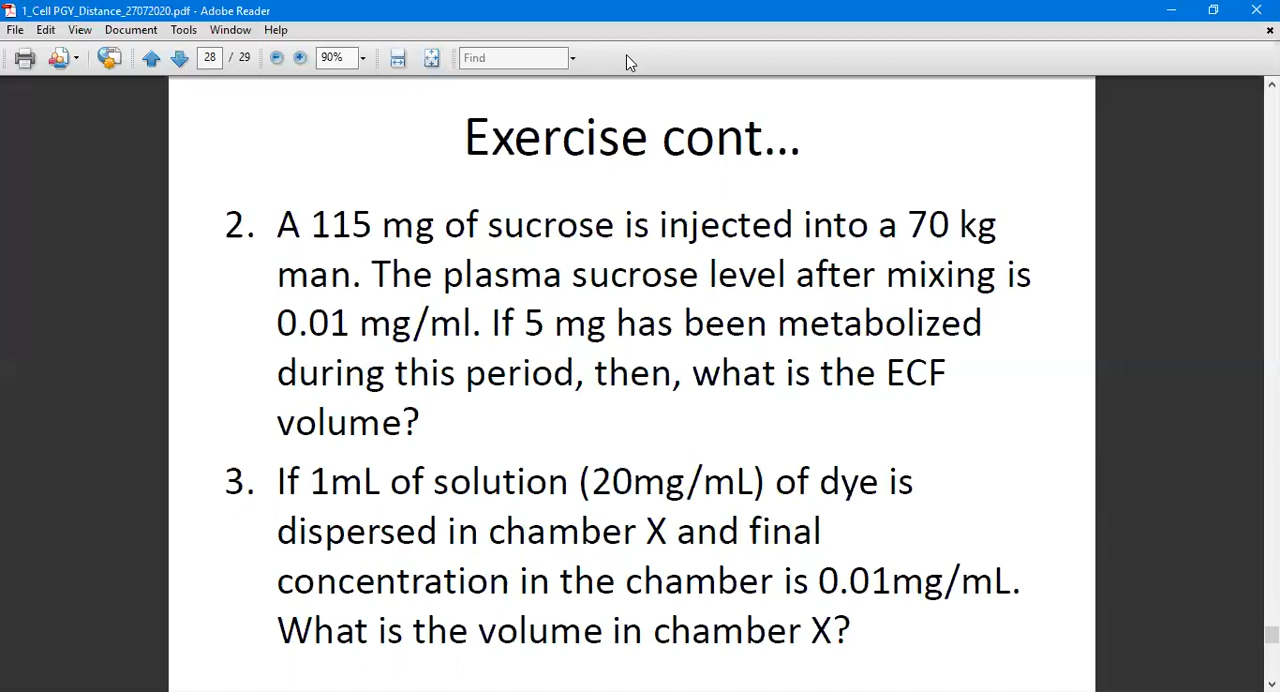 1_Cell PGY_Distance_27072020.pdf - Adobe Reader
File Edit View Document Tools Window Help
28 / 29 90% Find
Exercise cont...
2. A 115 mg of sucrose is injected into a 70 kg
man. The plasma sucrose level after mixing is
0.01 mg/ml. If 5 mg has been metabolized
during this period, then, what is the ECF
volume?
3. If 1mL of solution (20mg/mL) of dye is
dispersed in chamber X and final
concentration in the chamber is 0.01mg/mL.
What is the volume in chamber X?